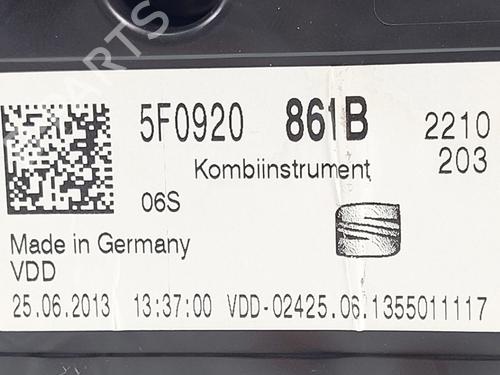 PARTS
5F0920 861B 2210
Kombiinstrument 203
06S
Made in Germany
VDD
25.06.2013 13:37:00 VDD-02425.06.1355011117